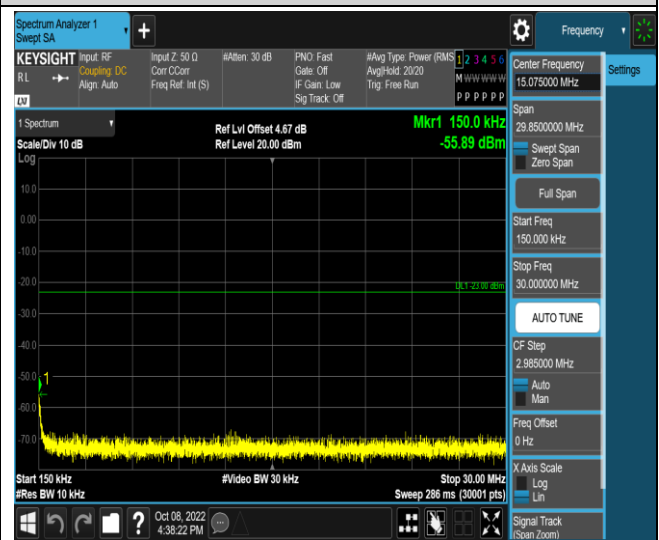 Spectrum Analyzer 1
Swept SA
+
Frequency
KEYSIGHT
RL
LXI
Input: RF
Coupling: DC
Align: Auto
Input Z: 50 Ω
Corr CCorr
Freq Ref: Int (S)
#Atten: 30 dB
PNO: Fast
Gate: Off
IF Gain: Low
Sig Track: Off
#Avg Type: Power (RMS
Avg|Hold: 20/20
Trig: Free Run
1 2 3 4 5 6
M W W W W W
P P P P P P
1 Spectrum
Scale/Div 10 dB
Ref Lvl Offset 4.67 dB
Ref Level 20.00 dBm
Mkr1 150.0 kHz
-55.89 dBm
Log
10.0
0.00
-10.0
-20.0
DL1 -23.00 dBm
-30.0
-40.0
-50.0
1
-60.0
-70.0
Start 150 kHz
#Video BW 30 kHz
Stop 30.00 MHz
#Res BW 10 kHz
Sweep 286 ms (30001 pts)
?
Oct 08, 2022
4:38:22 PM
Center Frequency
15.075000 MHz
Settings
Span
29.8500000 MHz
Swept Span
Zero Span
Full Span
Start Freq
150.000 kHz
Stop Freq
30.000000 MHz
AUTO TUNE
CF Step
2.985000 MHz
Auto
Man
Freq Offset
0 Hz
X Axis Scale
Log
Lin
Signal Track
(Span Zoom)